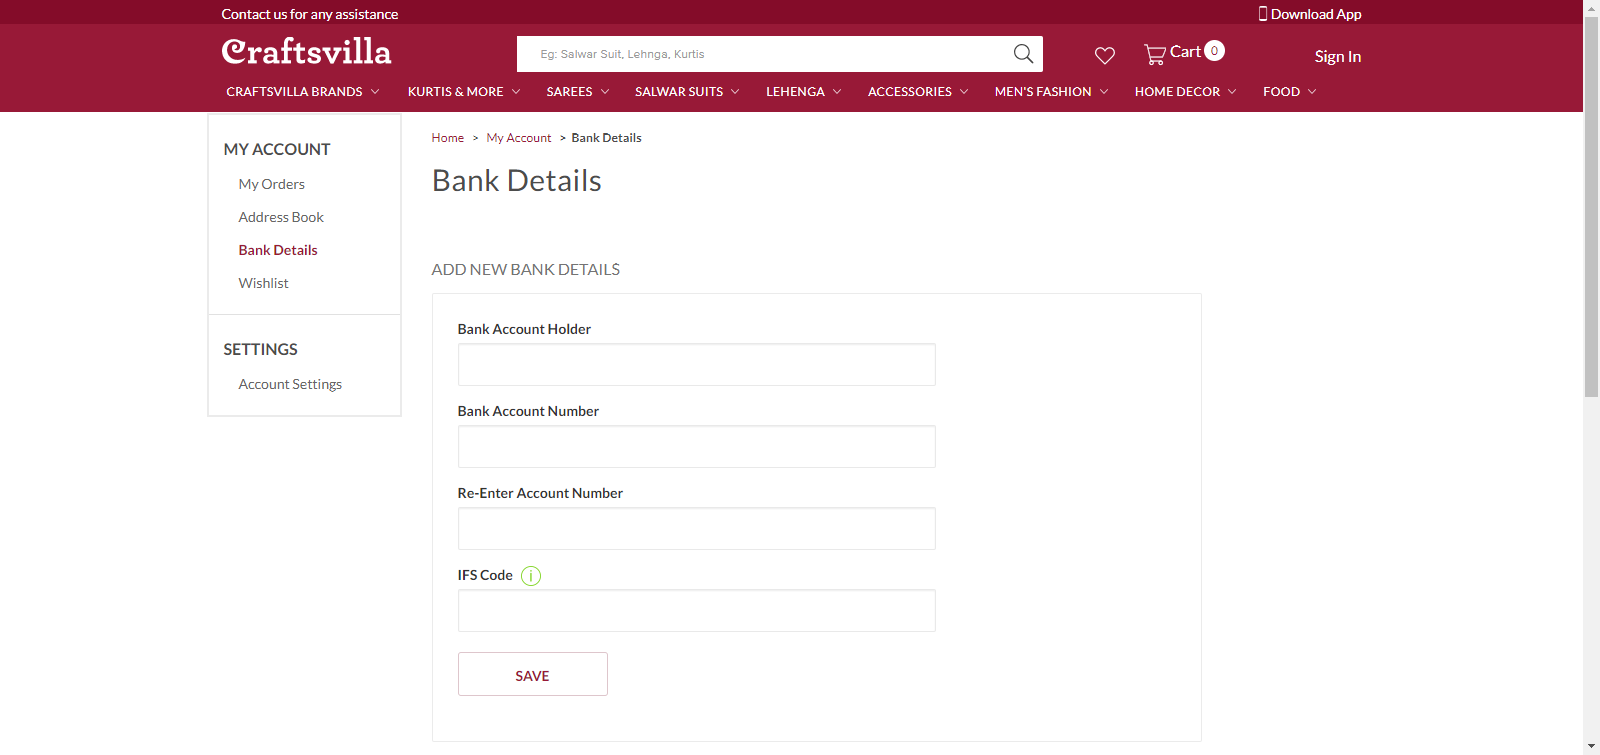 Contact us for any assistance
Download App
Craftsvilla
Eg: Salwar Suit, Lehnga, Kurtis
Cart 0
Sign In
CRAFTSVILLA BRANDS
KURTIS & MORE
SAREES
SALWAR SUITS
LEHENGA
ACCESSORIES
MEN'S FASHION
HOME DECOR
FOOD
MY ACCOUNT
My Orders
Address Book
Bank Details
Wishlist
SETTINGS
Account Settings
Home > My Account > Bank Details
Bank Details
ADD NEW BANK DETAILS
Bank Account Holder
Bank Account Number
Re-Enter Account Number
IFS Code i
SAVE